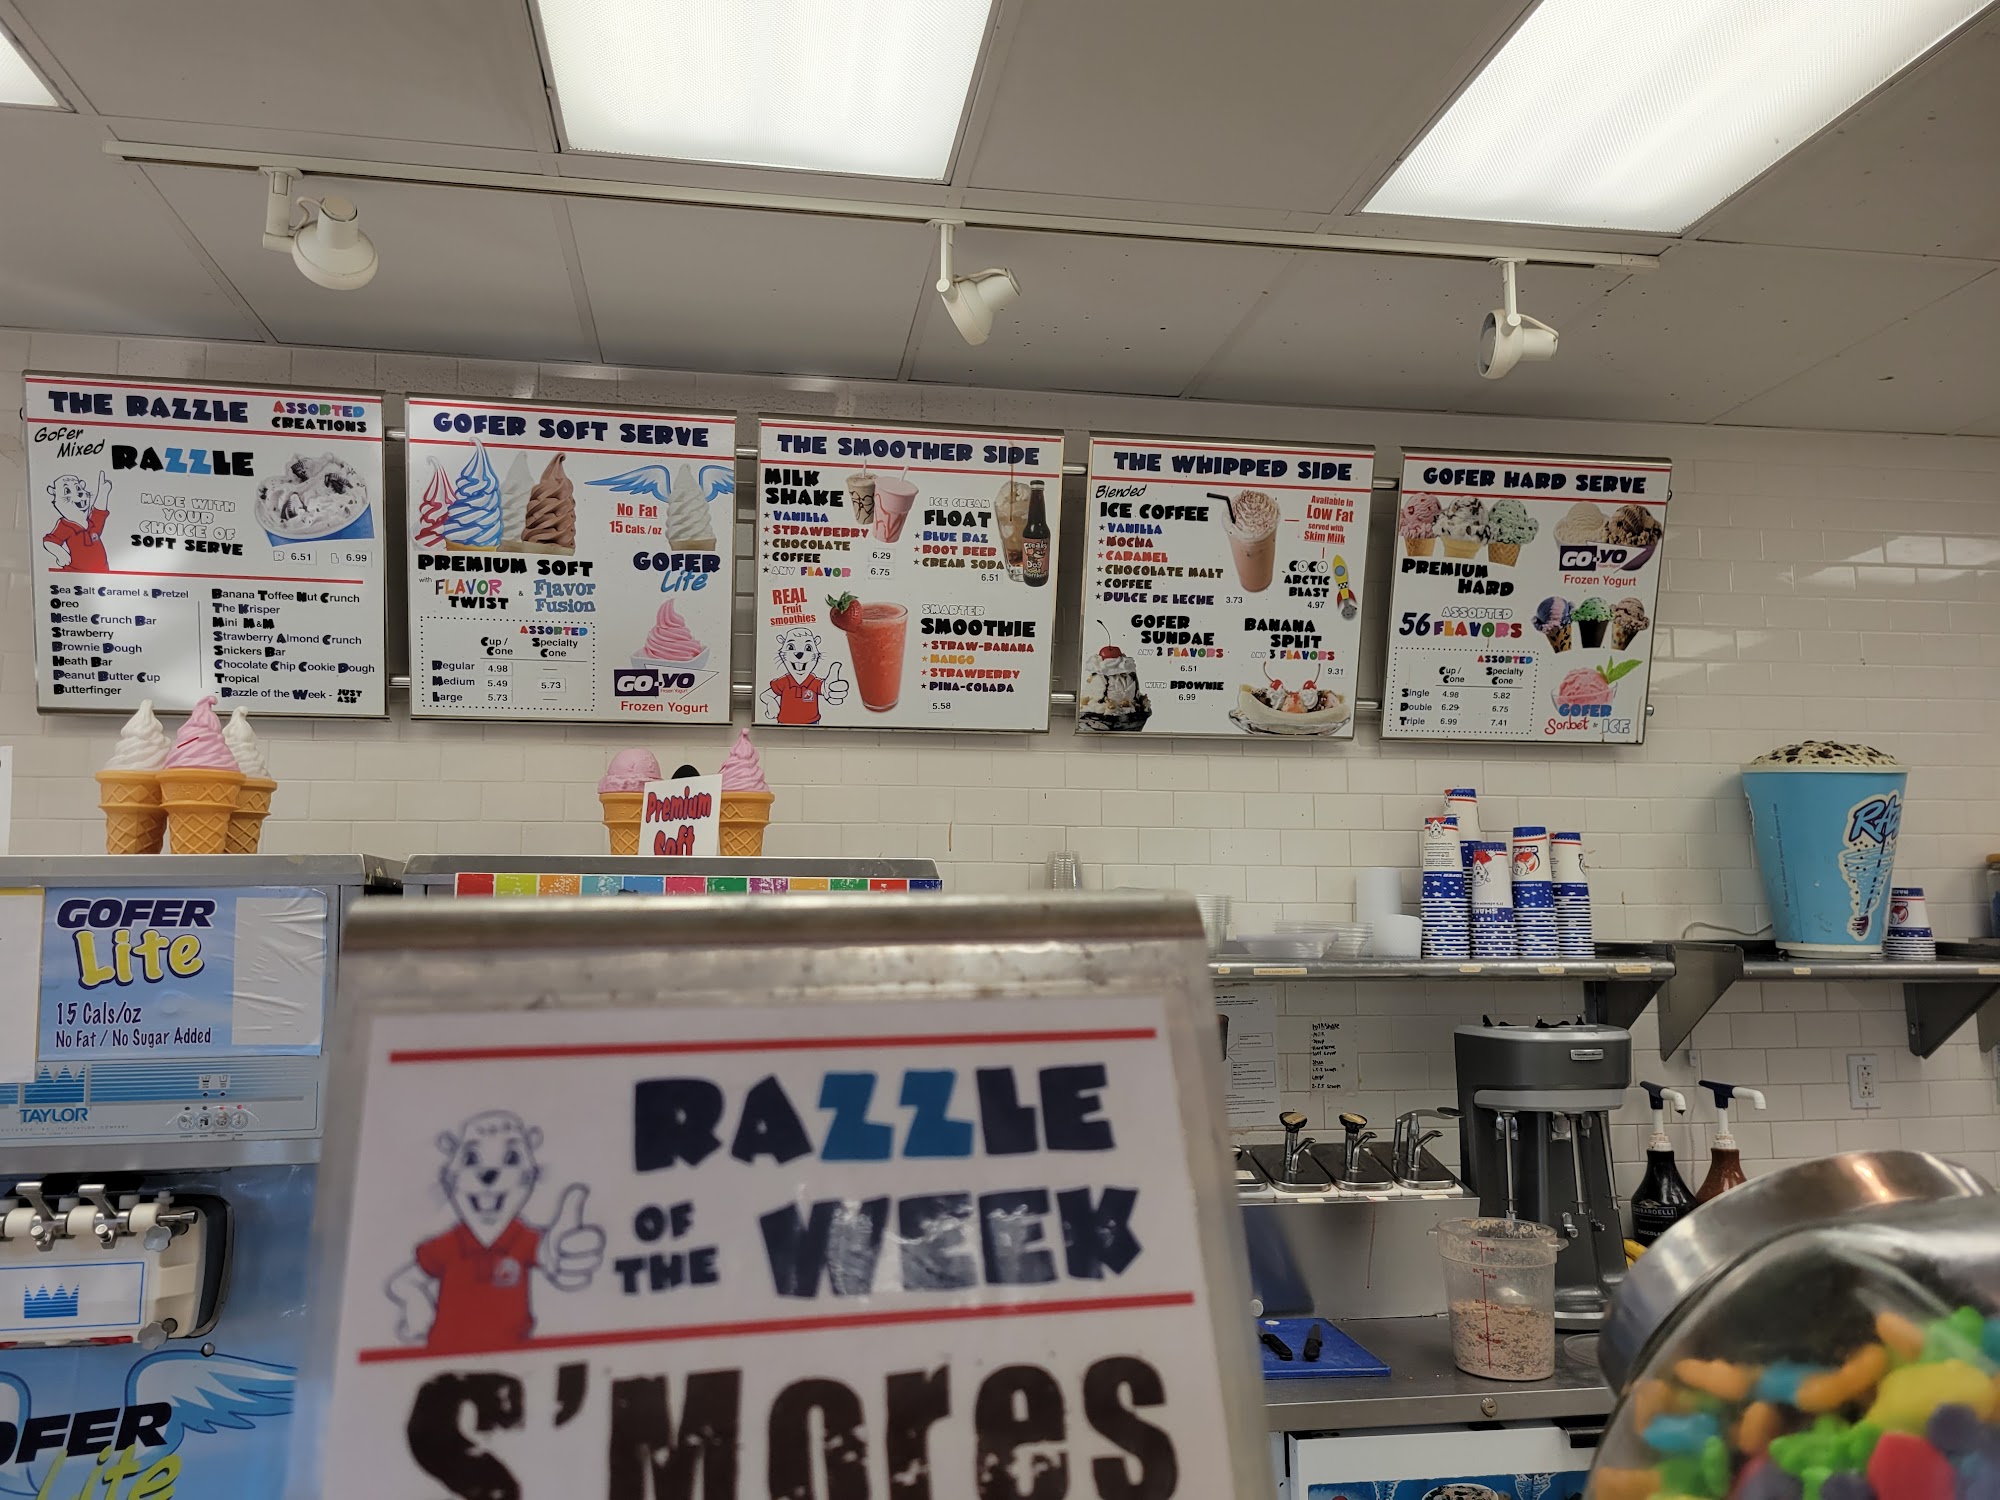 THE RAZZLE
ASSORTED
CREATIONS
Gofer
Mixed
RAZZLE
MADE WITH
YOUR
CHOICE OF
SOFT SERVE
R 6.51
L 6.99
Sea Salt Caramel & Pretzel
Oreo
Nestle Crunch Bar
Strawberry
Brownie Dough
Heath Bar
Peanut Butter Cup
Butterfinger
Banana Toffee Nut Crunch
The Krisper
Mini M&M
Strawberry Almond Crunch
Snickers Bar
Chocolate Chip Cookie Dough
Tropical
- Razzle of the Week - JUST
ASK
GOFER SOFT SERVE
No Fat
15 Cals /oz
PREMIUM SOFT
with FLAVOR
TWIST
& Flavor
Fusion
GOFER
Lite
ASSORTED
Cup /
Cone
Specialty
Cone
Regular 4.98
Medium 5.49 5.73
Large 5.73
GO-YO
Frozen Yogurt
THE SMOOTHER SIDE
MILK
SHAKE
★VANILLA
★STRAWBERRY
★CHOCOLATE
★COFFEE
★ANY FLAVOR
6.29
6.75
ICE CREAM
FLOAT
★BLUE RAZ
★ROOT BEER
★CREAM SODA
6.51
REAL
Fruit
smoothies
SMARTED
SMOOTHIE
★STRAW-BANANA
★MANGO
★STRAWBERRY
★PINA-COLADA
5.58
THE WHIPPED SIDE
Blended
ICE COFFEE
★VANILLA
★MOCHA
★CARAMEL
★CHOCOLATE MALT
★COFFEE
★DULCE DE LECHE 3.73
Available in
Low Fat
served with
Skim Milk
COCO
ARCTIC
BLAST
4.97
GOFER
SUNDAE
ANY 2 FLAVORS
6.51
WITH BROWNIE
6.99
BANANA
SPLIT
ANY 3 FLAVORS
9.31
GOFER HARD SERVE
PREMIUM
HARD
GO-YO
Frozen Yogurt
56 ASSORTED
FLAVORS
ASSORTED
Cup /
Cone
Specialty
Cone
Single 4.98 5.82
Double 6.29 6.75
Triple 6.99 7.41
GOFER
Sorbet & ICE
Premium
Soft
GOFER
Lite
15 Cals/oz
No Fat / No Sugar Added
TAYLOR
RAZZLE
OF
THE
WEEK
S'Mores
GOFER
Lite